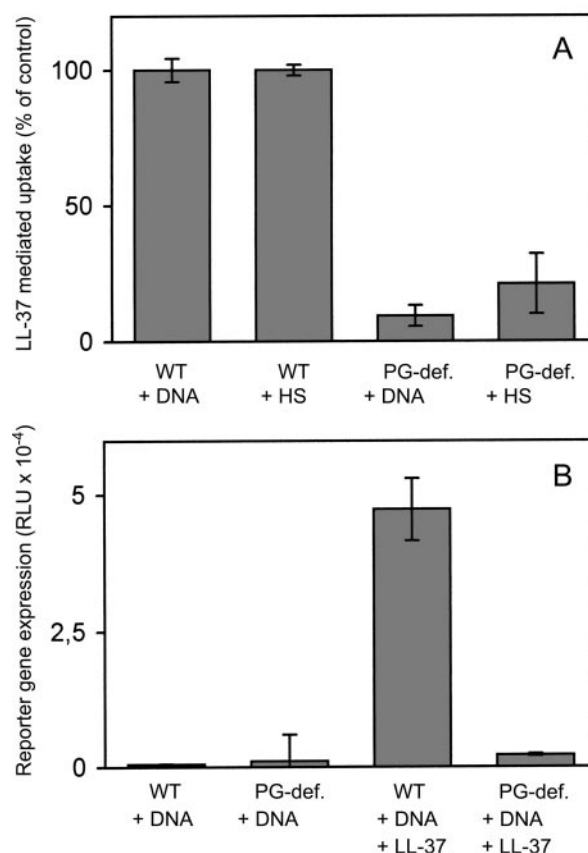 A
LL-37 mediated uptake (% of control)
100
50
0
WT WT PG-def. PG-def.
+ DNA + HS + DNA + HS
B
Reporter gene expression (RLU x 10-4)
5
2,5
0
WT PG-def. WT PG-def.
+ DNA + DNA + DNA + DNA
+ LL-37 + LL-37